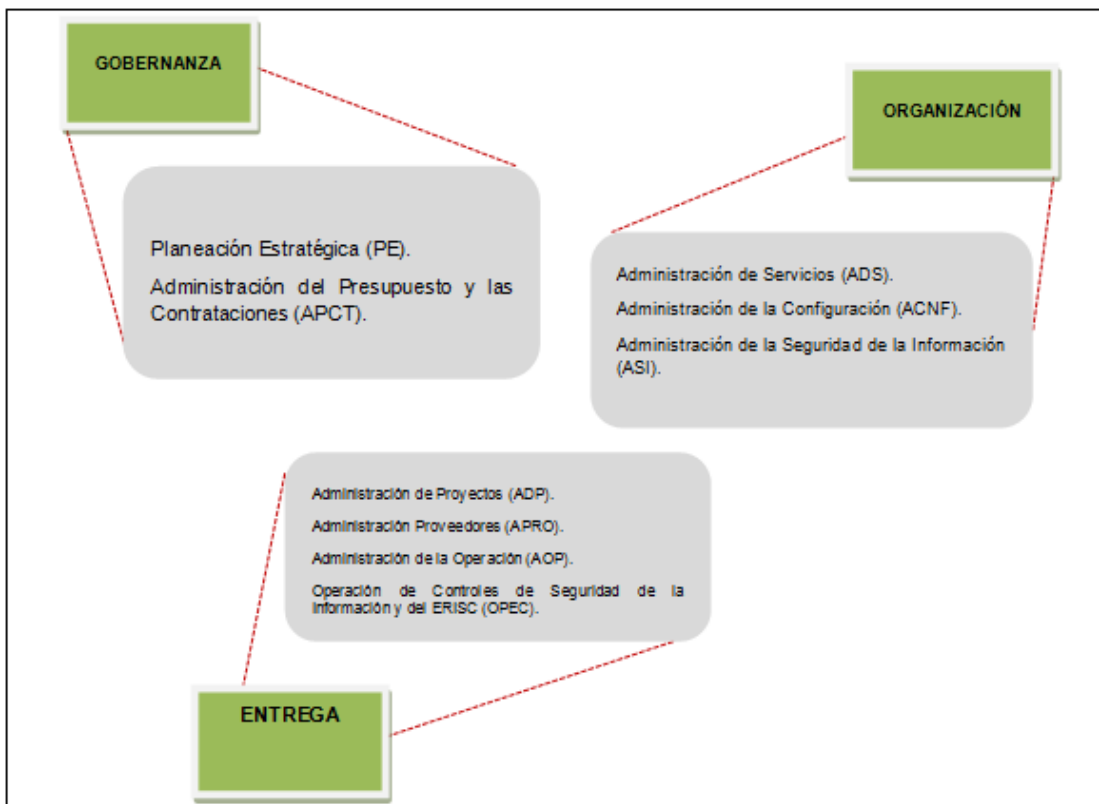 GOBERNANZA
Planeación Estratégica (PE).
Administración del Presupuesto y las
Contrataciones (APCT).
ORGANIZACIÓN
Administración de Servicios (ADS).
Administración de la Configuración (ACNF).
Administración de la Seguridad de la Información
(ASI).
Administración de Proyectos (ADP).
Administración Proveedores (APRO).
Administración de la Operación (AOP).
Operación de Controles de Seguridad de la
Información y del ERISC (OPEC).
ENTREGA